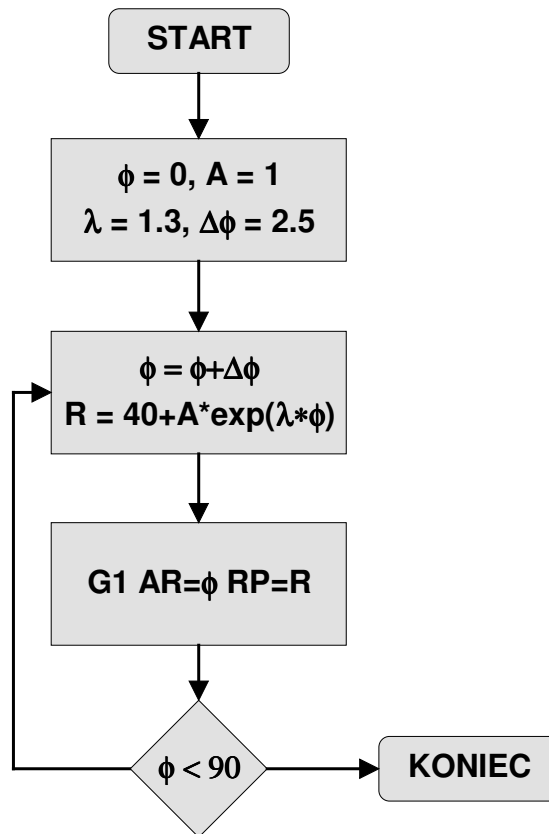 START
ϕ = 0, A = 1
λ = 1.3, Δϕ = 2.5
ϕ = ϕ+Δϕ
R = 40+A*exp(λ*ϕ)
G1 AR=ϕ RP=R
ϕ < 90
KONIEC